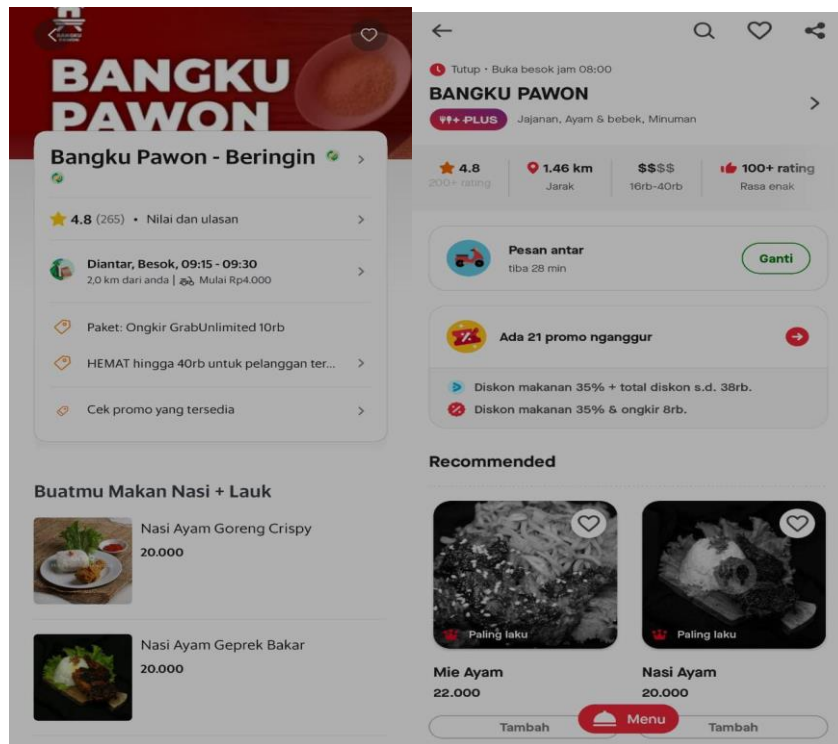 BANGKU
PAWON
BANGKU
PAWON
Bangku Pawon - Beringin
4.8 (265) • Nilai dan ulasan
Diantar, Besok, 09:15 - 09:30
2,0 km dari anda | Mulai Rp4.000
Paket: Ongkir GrabUnlimited 10rb
HEMAT hingga 40rb untuk pelanggan ter...
Cek promo yang tersedia
Buatmu Makan Nasi + Lauk
Nasi Ayam Goreng Crispy
20.000
Nasi Ayam Geprek Bakar
20.000
Tutup • Buka besok jam 08:00
BANGKU PAWON
+ PLUS Jajanan, Ayam & bebek, Minuman
4.8 1.46 km $$$$ 100+ rating
200+ rating Jarak 16rb-40rb Rasa enak
Pesan antar
tiba 28 min
Ganti
Ada 21 promo nganggur
Diskon makanan 35% + total diskon s.d. 38rb.
Diskon makanan 35% & ongkir 8rb.
Recommended
Paling laku Paling laku
Mie Ayam Nasi Ayam
22.000 20.000
Tambah Menu Tambah